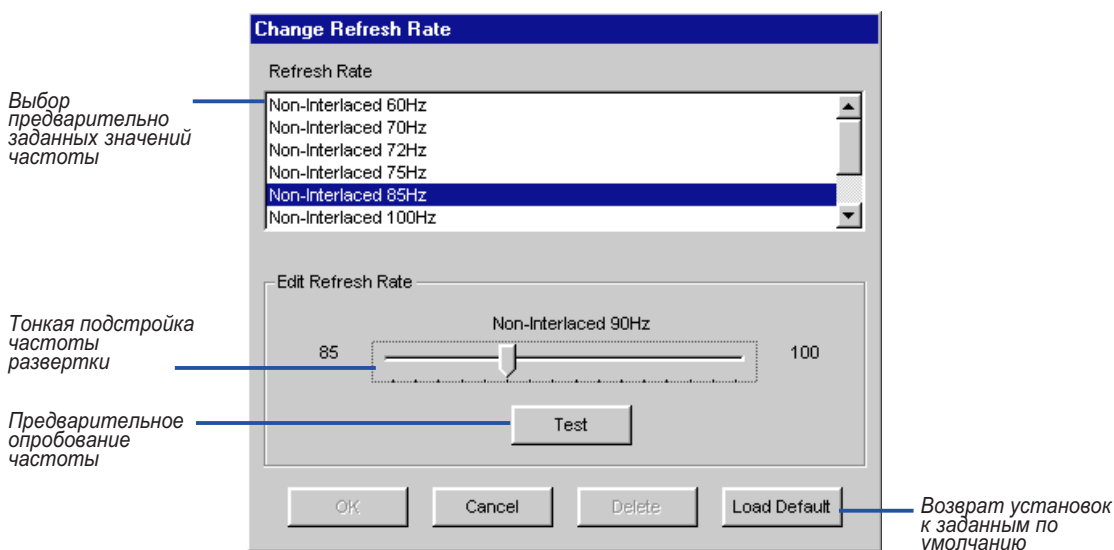 Change Refresh Rate
Refresh Rate
Выбор
предварительно
заданных значений
частоты
Non-Interlaced 60Hz
Non-Interlaced 70Hz
Non-Interlaced 72Hz
Non-Interlaced 75Hz
Non-Interlaced 85Hz
Non-Interlaced 100Hz
Edit Refresh Rate
Тонкая подстройка
частоты
развертки
Non-Interlaced 90Hz
85
100
Предварительное
опробование
частоты
Test
OK
Cancel
Delete
Load Default
Возврат установок
к заданным по
умолчанию